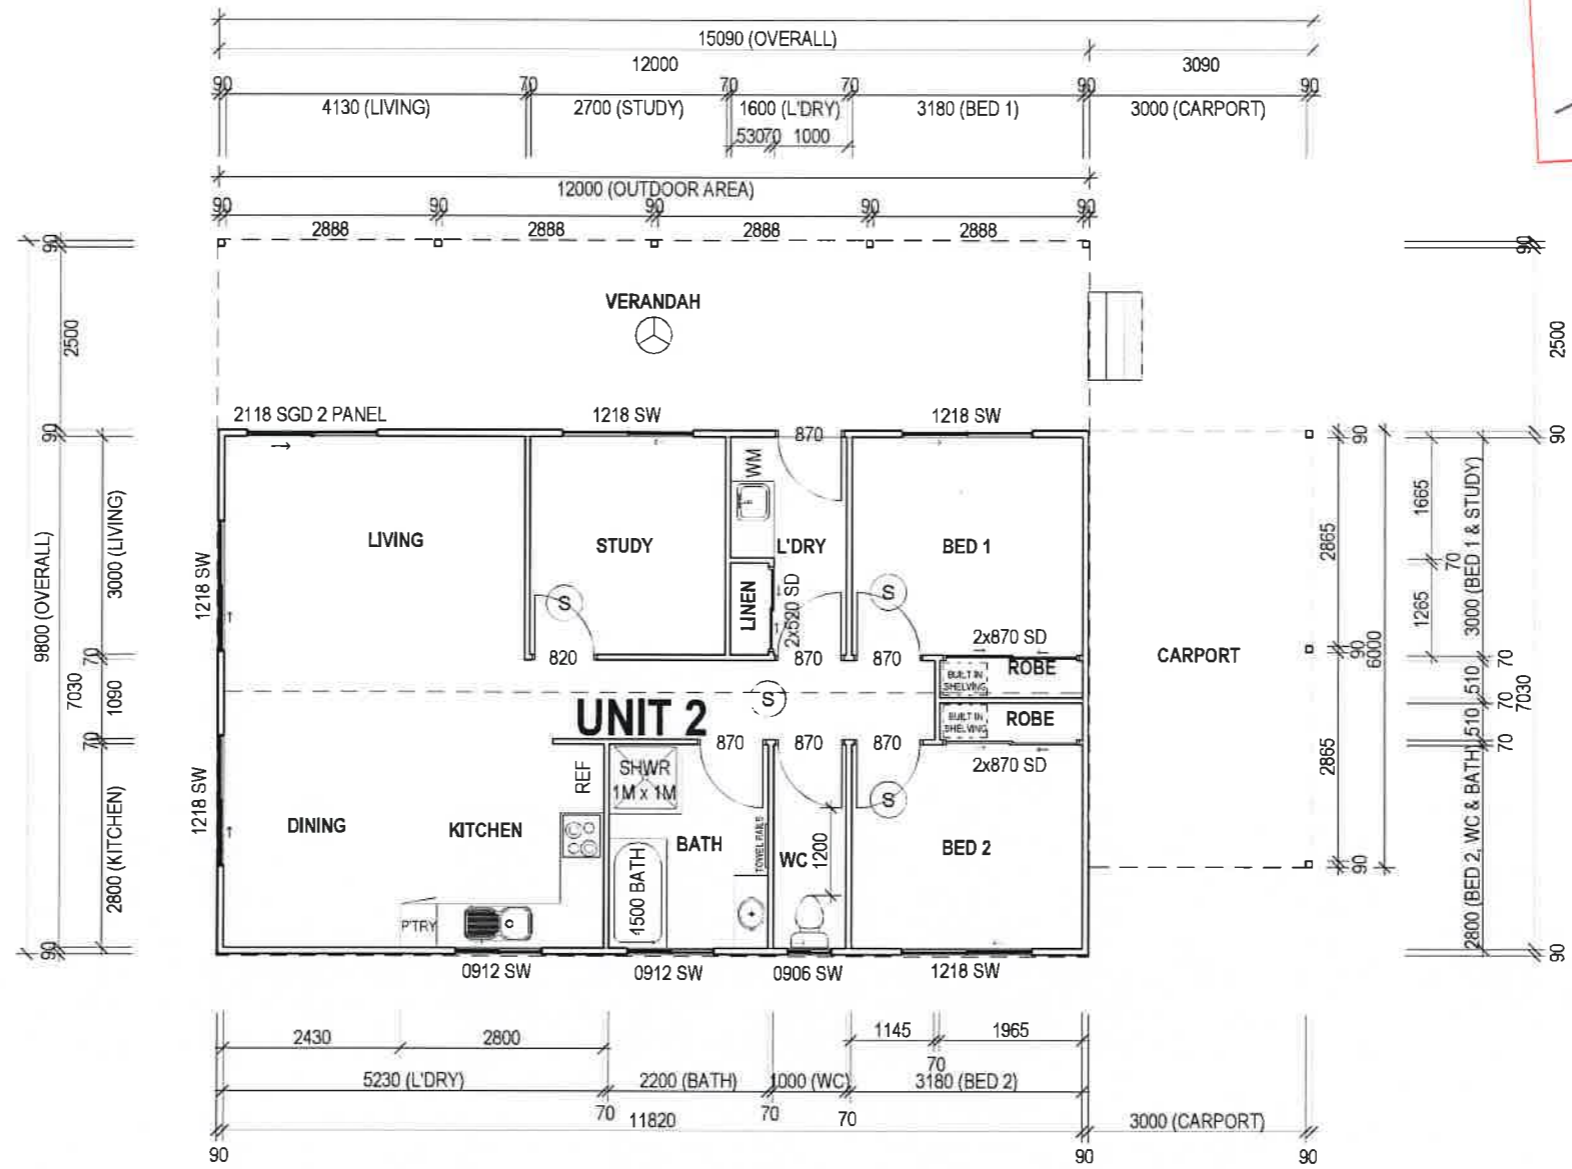 15090 (OVERALL)
12000
3090
90
70
70
70
90
90
4130 (LIVING)
2700 (STUDY)
1600 (L'DRY)
3180 (BED 1)
3000 (CARPORT)
530
70
1000
12000 (OUTDOOR AREA)
90
90
90
90
90
2888
2888
2888
2888
90
90
VERANDAH
2500
2500
2118 SGD 2 PANEL
1218 SW
1218 SW
90
870
90
90
WM
LIVING
STUDY
L'DRY
BED 1
1218 SW
LINEN
2x520 SD
S
S
9800 (OVERALL)
3000 (LIVING)
2865
1665
70
1265
3000 (BED 1 & STUDY)
820
870
870
2x870 SD
BUILT IN
SHELVING
ROBE
CARPORT
70
7030
1090
70
90
6000
70
510
70
510
70
7030
S
UNIT 2
BUILT IN
SHELVING
ROBE
870
870
870
2x870 SD
1218 SW
2800 (KITCHEN)
REF
SHWR
1M x 1M
S
DINING
KITCHEN
BATH
TOWEL RAILS
WC
1200
BED 2
2865
2800 (BED 2, WC & BATH)
P'TRY
1500 BATH
90
90
90
0912 SW
0912 SW
0906 SW
1218 SW
2430
2800
1145
70
1965
5230 (L'DRY)
2200 (BATH)
1000 (WC)
3180 (BED 2)
70
70
70
11820
3000 (CARPORT)
90
90
90